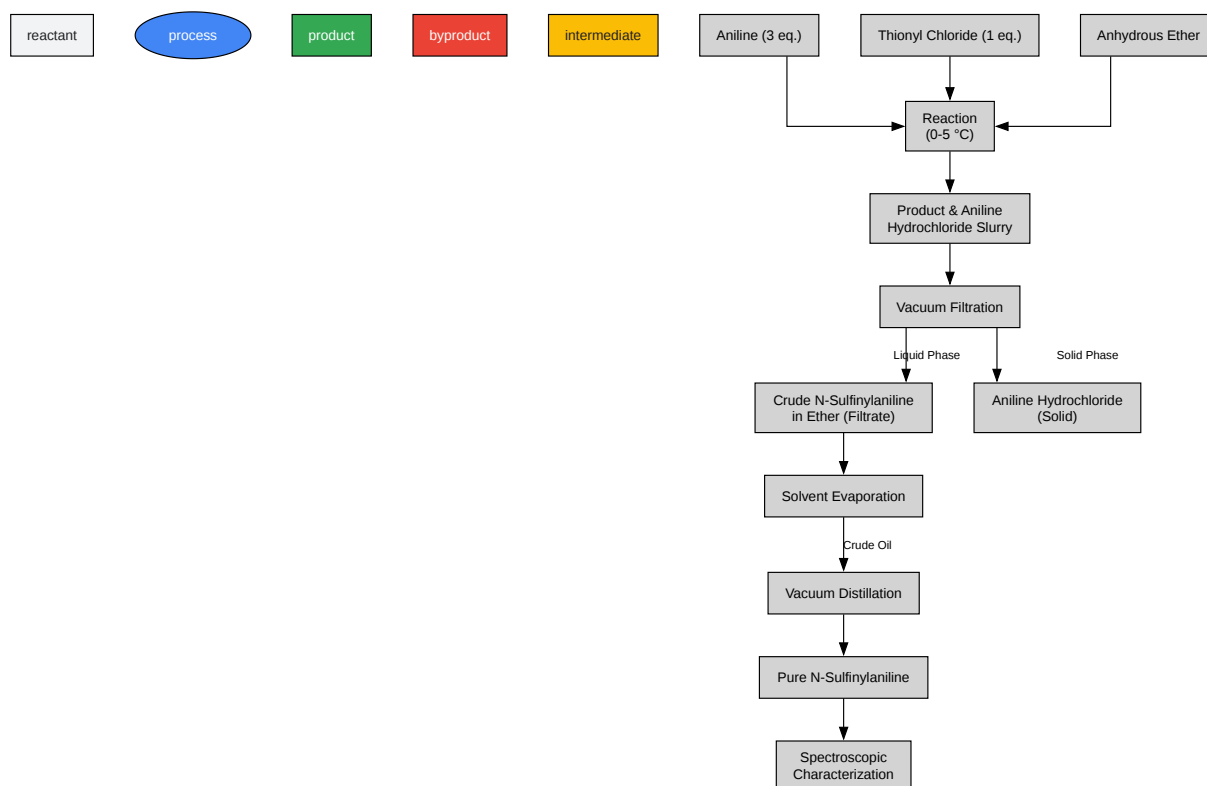 reactant
process
product
byproduct
intermediate
Aniline (3 eq.)
Thionyl Chloride (1 eq.)
Anhydrous Ether
Reaction
(0-5 °C)
Product & Aniline
Hydrochloride Slurry
Vacuum Filtration
Liquid Phase
Solid Phase
Crude N-Sulfinylaniline
in Ether (Filtrate)
Aniline Hydrochloride
(Solid)
Solvent Evaporation
Crude Oil
Vacuum Distillation
Pure N-Sulfinylaniline
Spectroscopic
Characterization